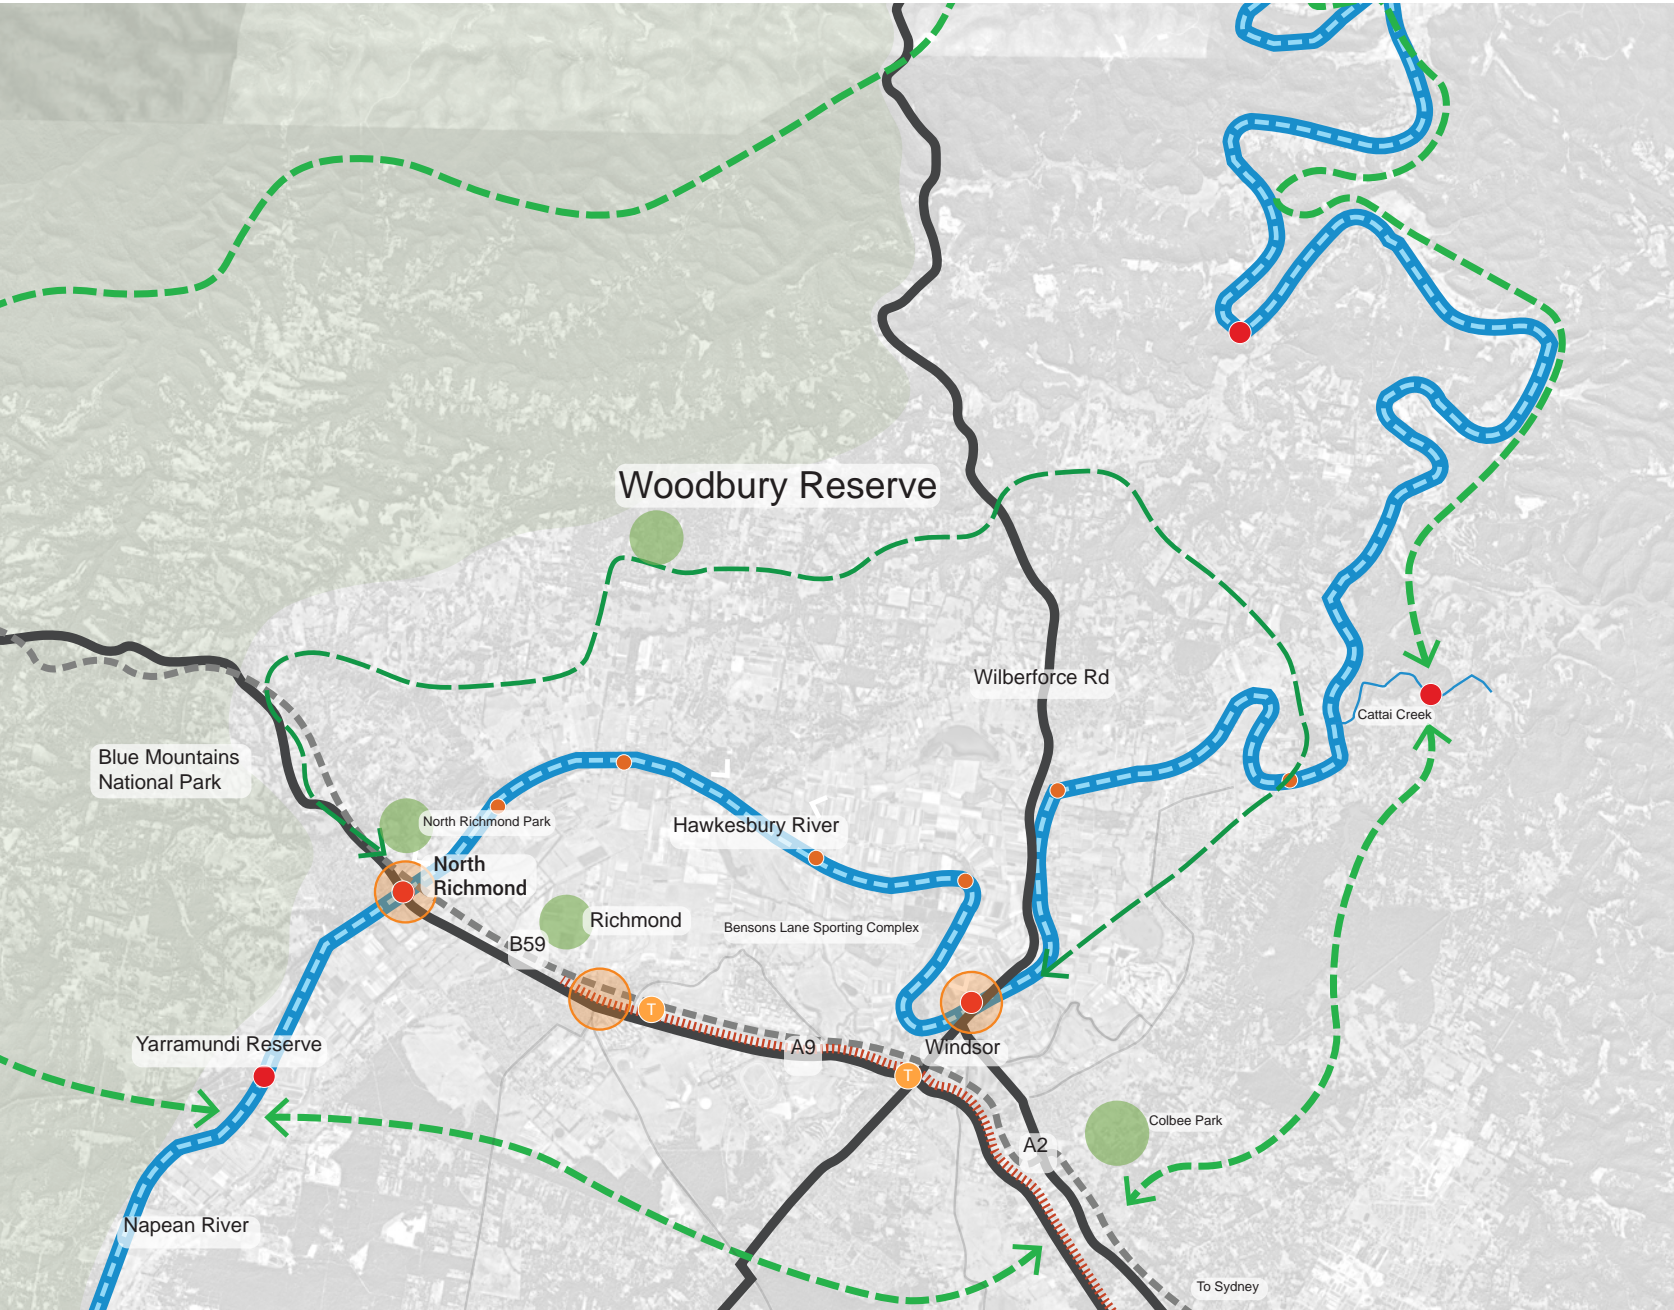 Woodbury Reserve
Wilberforce Rd
Cattai Creek
Blue Mountains
National Park
North Richmond Park
Hawkesbury River
North
Richmond
Richmond
Bensons Lane Sporting Complex
B59
T
Yarramundi Reserve
A9
Windsor
T
Colbee Park
A2
Napean River
To Sydney